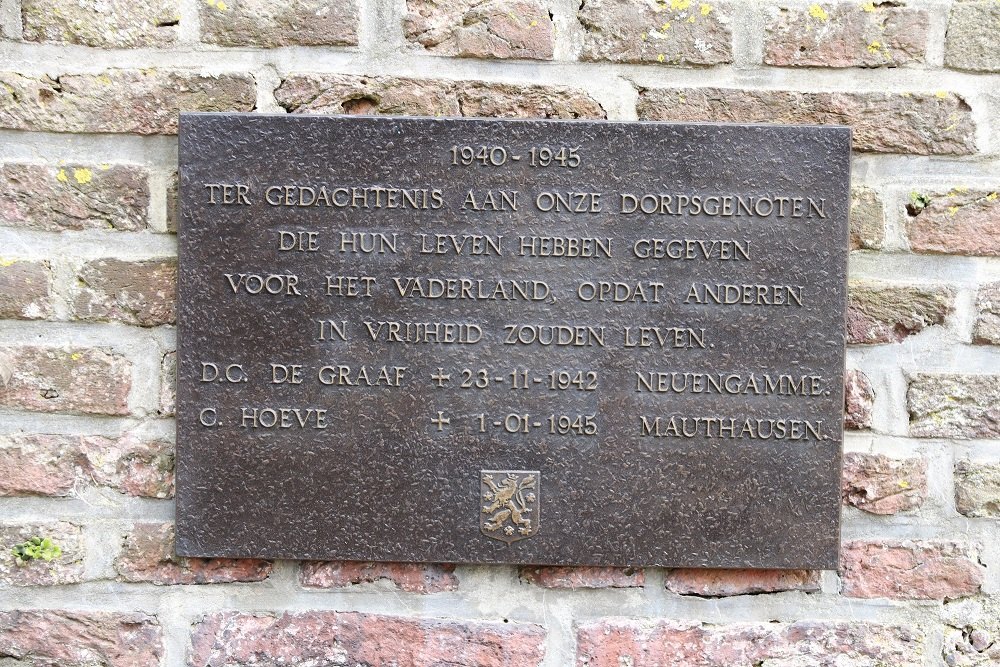 1940 - 1945
TER GEDACHTENIS AAN ONZE DORPSGENOTEN
DIE HUN LEVEN HEBBEN GEGEVEN
VOOR HET VADERLAND, OPDAT ANDEREN
IN VRIJHEID ZOUDEN LEVEN.
D.C. DE GRAAF + 23-11-1942 NEUENGAMME.
C. HOEVE + 1-01-1945 MAUTHAUSEN.